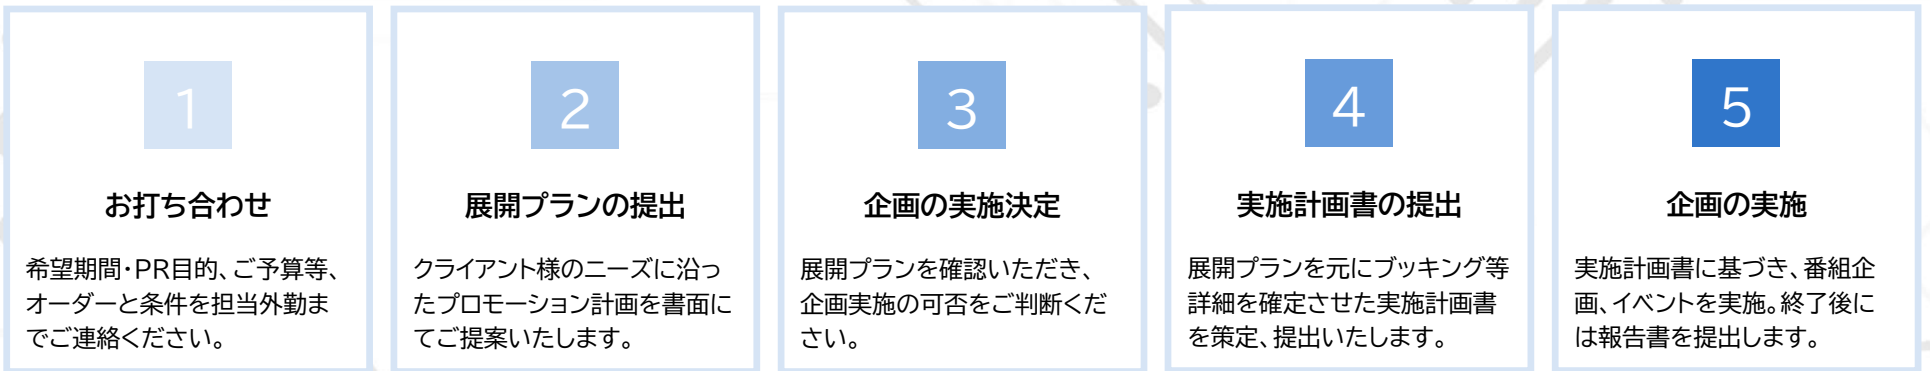 1
お打ち合わせ
希望期間・PR目的、ご予算等、
オーダーと条件を担当外勤ま
でご連絡ください。
2
展開プランの提出
クライアント様のニーズに沿っ
たプロモーション計画を書面に
てご提案いたします。
3
企画の実施決定
展開プランを確認いただき、
企画実施の可否をご判断くだ
さい。
4
実施計画書の提出
展開プランを元にブッキング等
詳細を確定させた実施計画書
を策定、提出いたします。
5
企画の実施
実施計画書に基づき、番組企
画、イベントを実施。終了後に
は報告書を提出します。